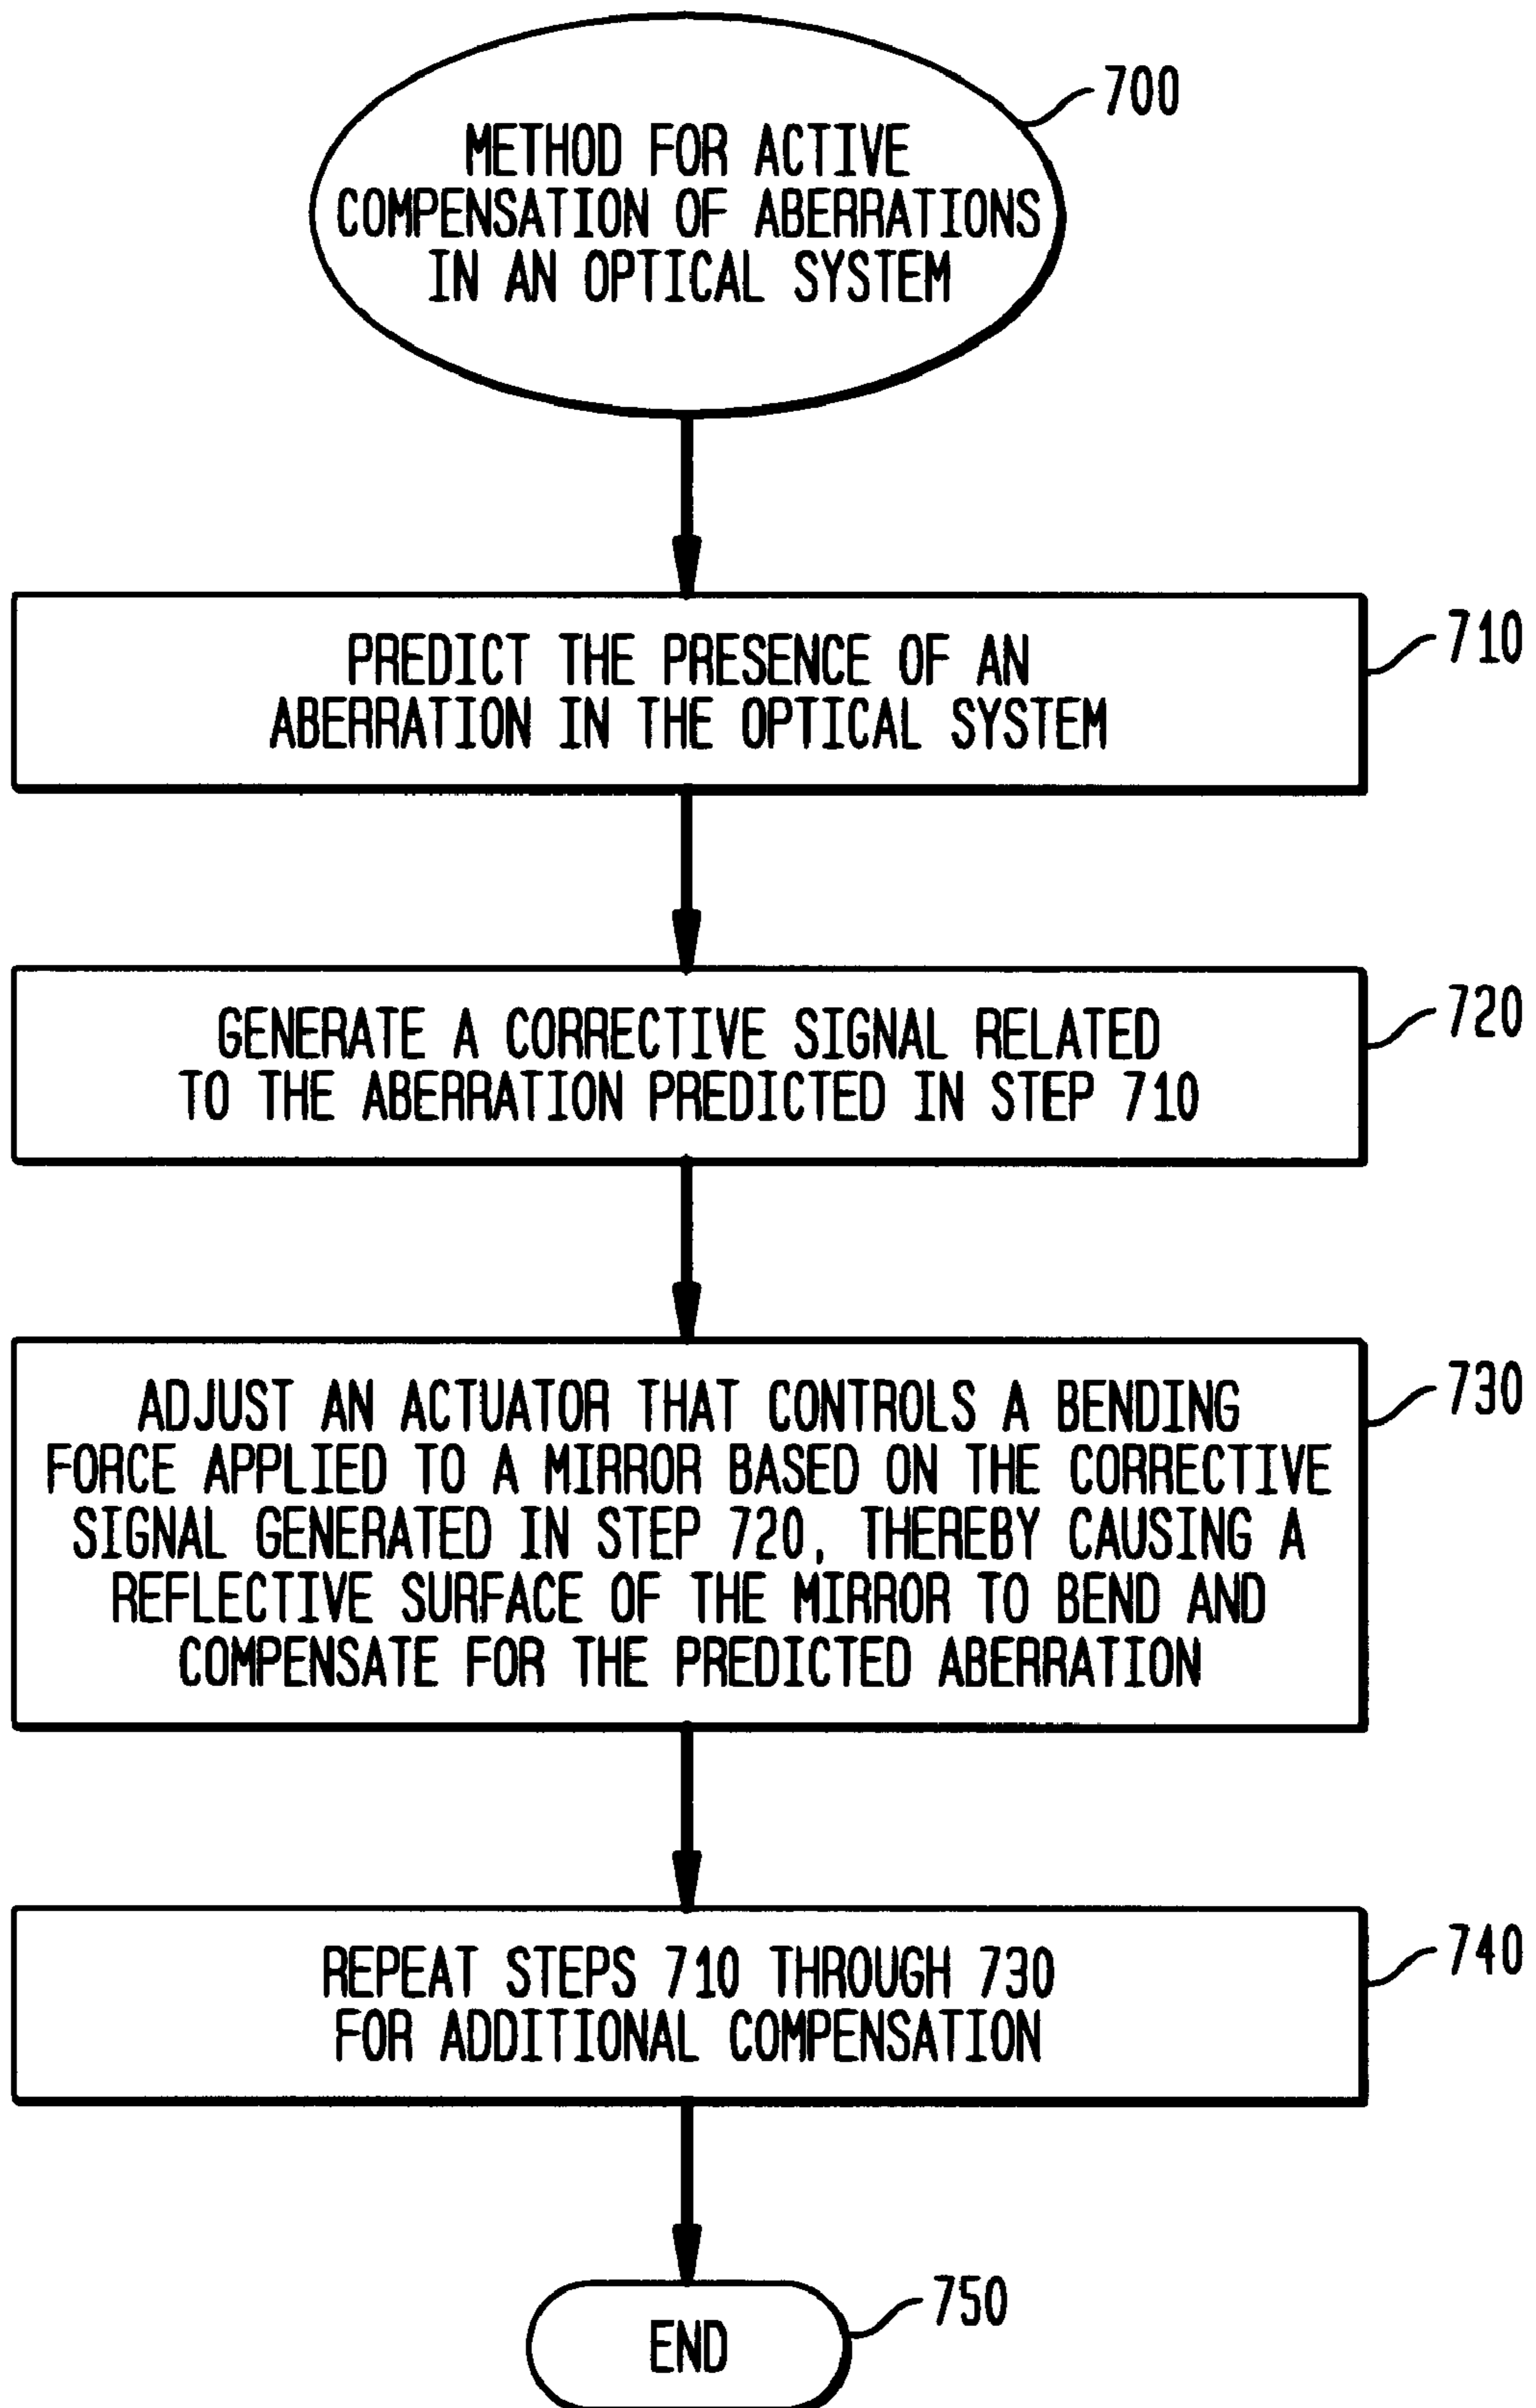 700
METHOD FOR ACTIVE
COMPENSATION OF ABERRATIONS
IN AN OPTICAL SYSTEM
710
PREDICT THE PRESENCE OF AN
ABERRATION IN THE OPTICAL SYSTEM
720
GENERATE A CORRECTIVE SIGNAL RELATED
TO THE ABERRATION PREDICTED IN STEP 710
730
ADJUST AN ACTUATOR THAT CONTROLS A BENDING
FORCE APPLIED TO A MIRROR BASED ON THE CORRECTIVE
SIGNAL GENERATED IN STEP 720, THEREBY CAUSING A
REFLECTIVE SURFACE OF THE MIRROR TO BEND AND
COMPENSATE FOR THE PREDICTED ABERRATION
740
REPEAT STEPS 710 THROUGH 730
FOR ADDITIONAL COMPENSATION
750
END